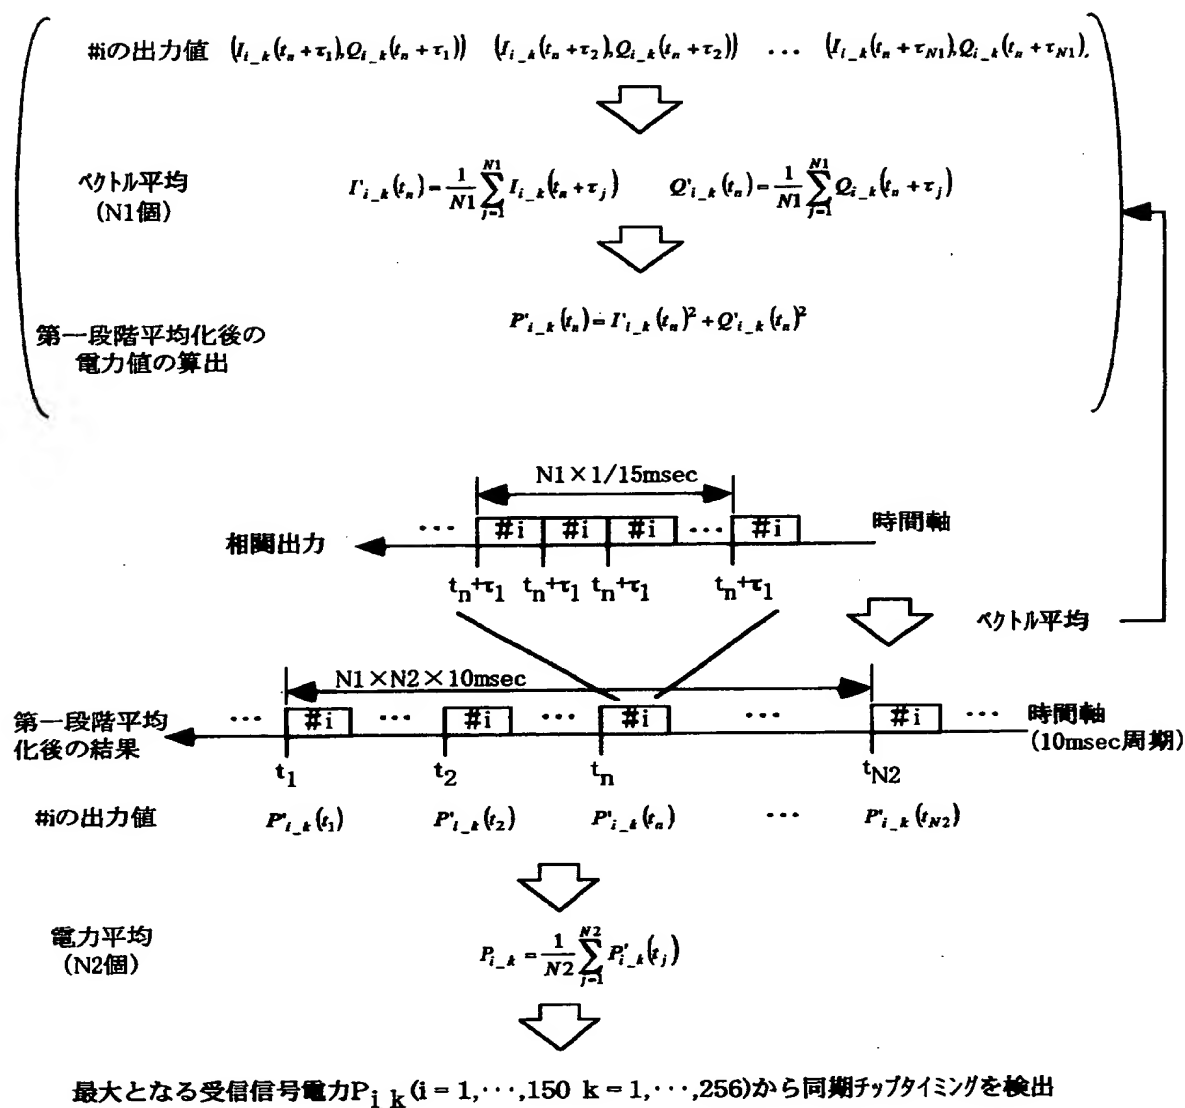 #iの出力値 (I_{i_k}(t_n+τ_1),Q_{i_k}(t_n+τ_1)) (I_{i_k}(t_n+τ_2),Q_{i_k}(t_n+τ_2)) ··· (I_{i_k}(t_n+τ_{N1}),Q_{i_k}(t_n+τ_{N1}),
ベクトル平均
(N1個)
I'_{i_k}(t_n)=\frac{1}{N1}\sum_{j=1}^{N1}I_{i_k}(t_n+τ_j) Q'_{i_k}(t_n)=\frac{1}{N1}\sum_{j=1}^{N1}Q_{i_k}(t_n+τ_j)
第一段階平均化後の
電力値の算出
P'_{i_k}(t_n)=I'_{i_k}(t_n)^2+Q'_{i_k}(t_n)^2
N1×1/15msec
··· #i #i #i ··· #i 時間軸
相関出力
t_n+τ_1 t_n+τ_1 t_n+τ_1 t_n+τ_1
ベクトル平均
N1×N2×10msec
第一段階平均
化後の結果
··· #i ··· #i ··· #i ··· #i ···
時間軸
(10msec周期)
t_1 t_2 t_n t_{N2}
#iの出力値 P'_{i_k}(t_1) P'_{i_k}(t_2) P'_{i_k}(t_n) ··· P'_{i_k}(t_{N2})
電力平均
(N2個)
P_{i_k}=\frac{1}{N2}\sum_{j=1}^{N2}P'_{i_k}(t_j)
最大となる受信信号電力P_{i_k}(i=1,···,150 k=1,···,256)から同期チップタイミングを検出